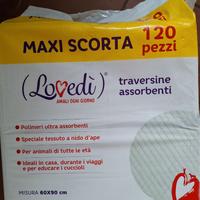 MAXI SCORTA
120
pezzi
Lovedì
AMALI OGNI GIORNO
traversine
assorbenti
• Polimeri ultra assorbenti
• Speciale tessuto a nido d'ape
• Per animali di tutte le età
• Ideali in casa, durante i viaggi
e per educare i cuccioli
MISURA 60X90 cm